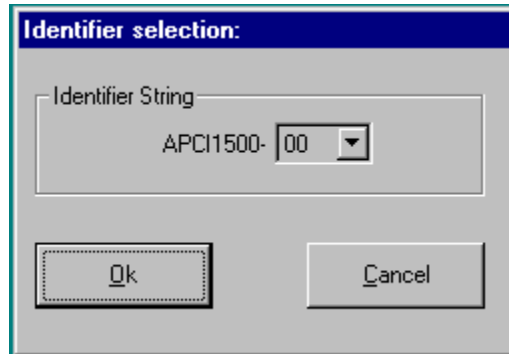 Identifier selection:
Identifier String
APCI1500- 00
Ok
Cancel